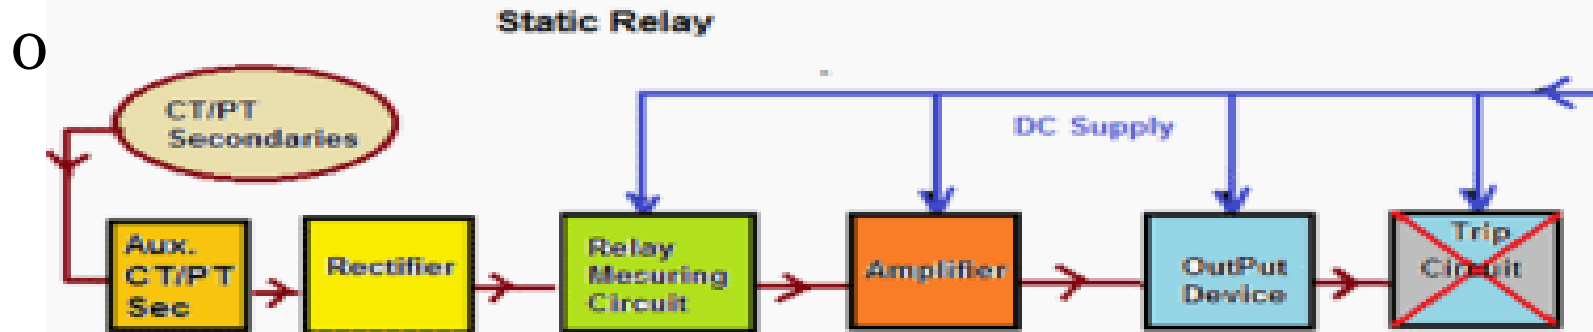 Static Relay
o
CT/PT
Secondaries
DC Supply
Aux.
CT/PT
Sec
Rectifier
Relay
Mesuring
Circuit
Amplifier
OutPut
Device
Trip
Circuit